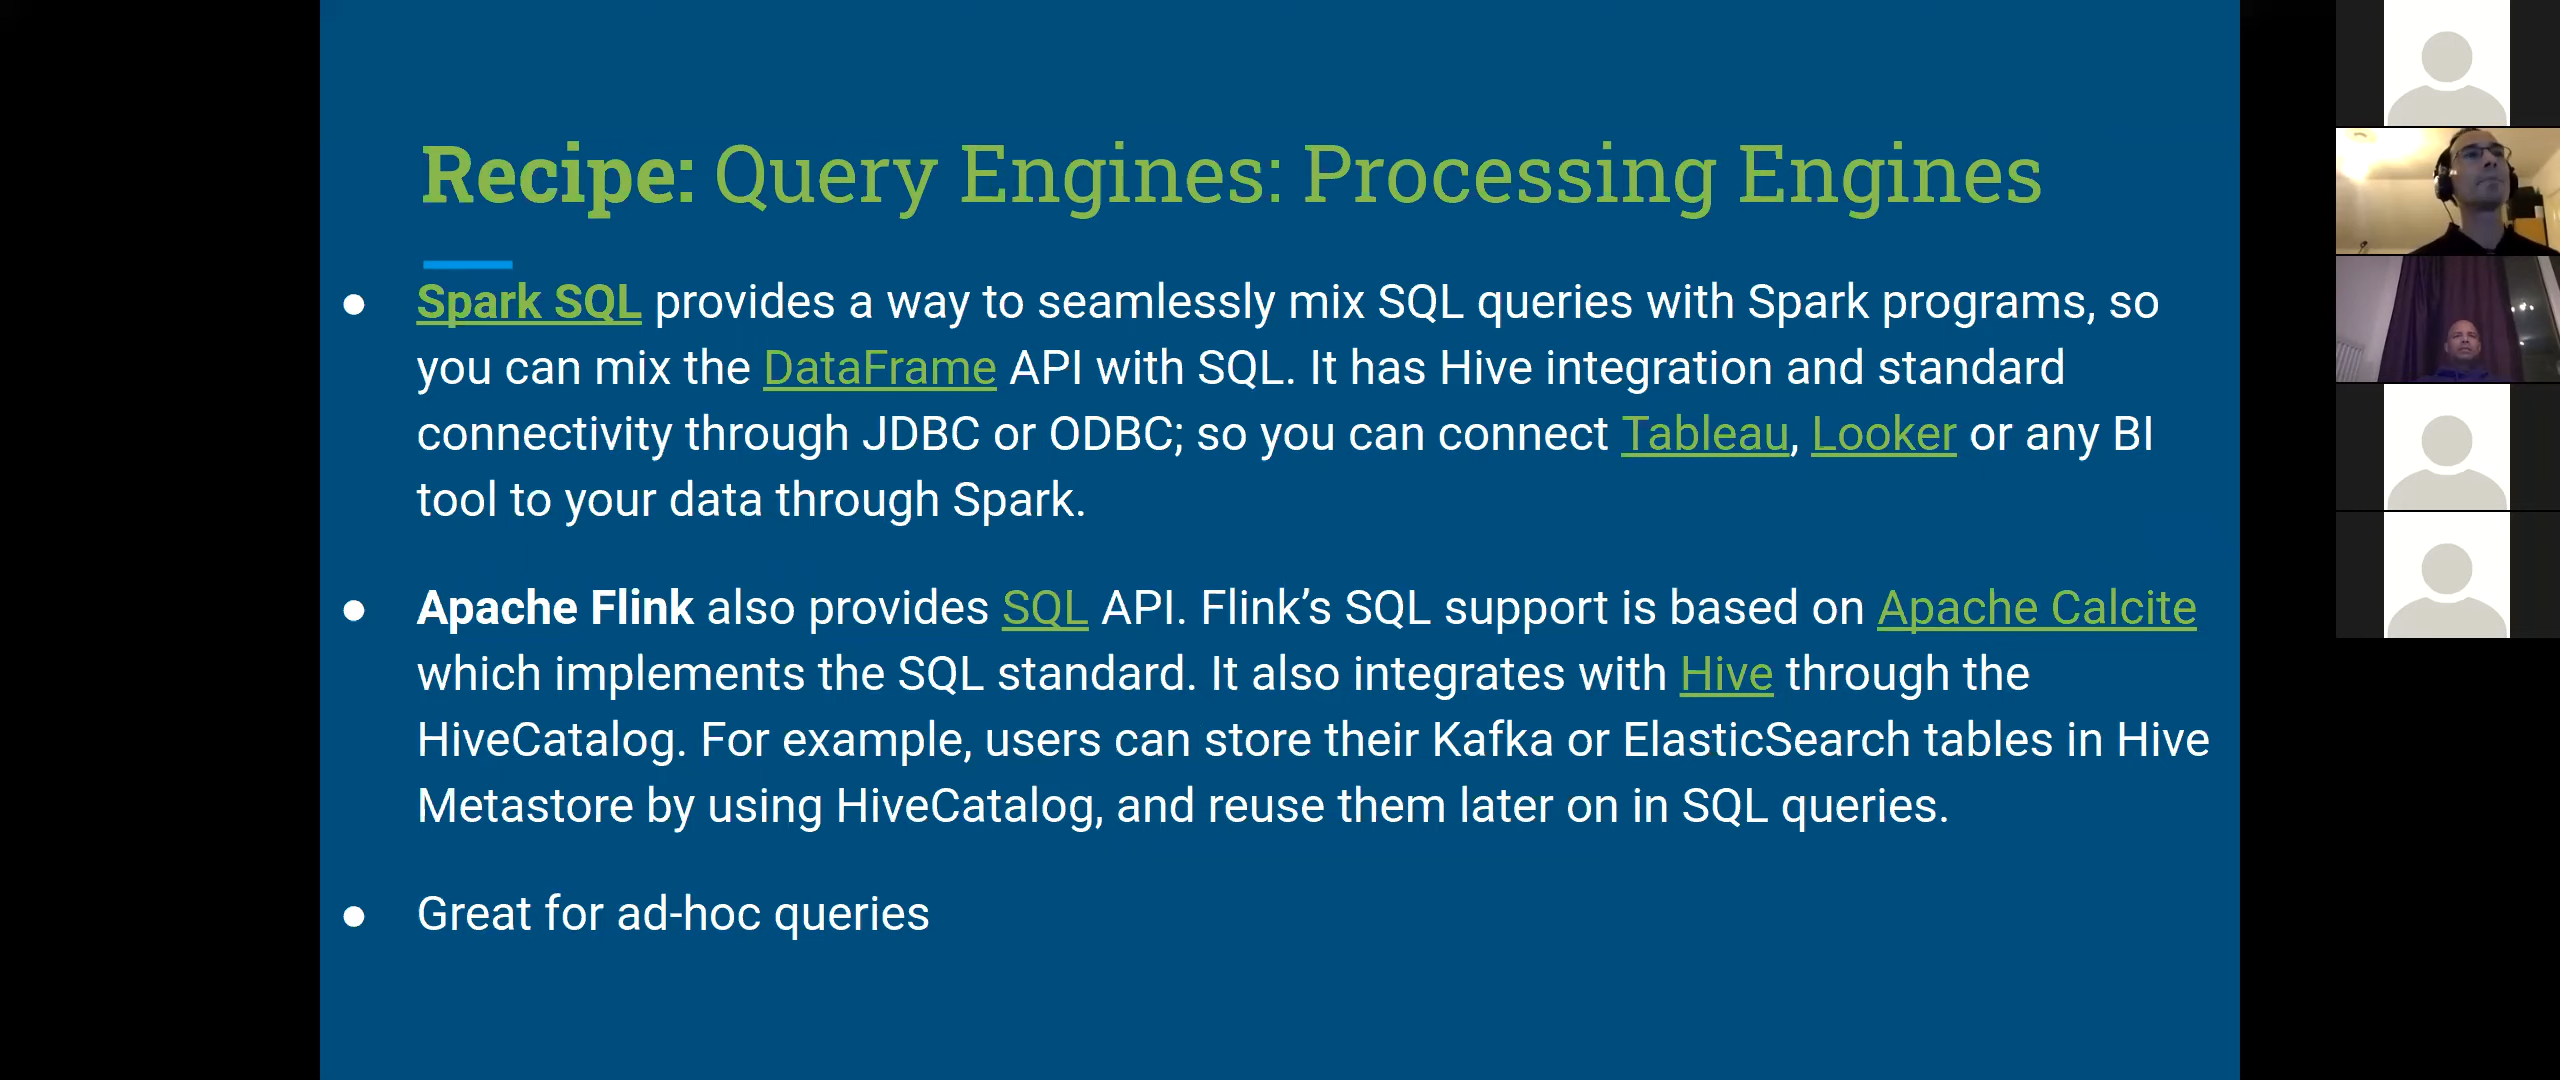 Recipe: Query Engines: Processing Engines
● Spark SQL provides a way to seamlessly mix SQL queries with Spark programs, so
you can mix the DataFrame API with SQL. It has Hive integration and standard
connectivity through JDBC or ODBC; so you can connect Tableau, Looker or any BI
tool to your data through Spark.
● Apache Flink also provides SQL API. Flink’s SQL support is based on Apache Calcite
which implements the SQL standard. It also integrates with Hive through the
HiveCatalog. For example, users can store their Kafka or ElasticSearch tables in Hive
Metastore by using HiveCatalog, and reuse them later on in SQL queries.
● Great for ad-hoc queries